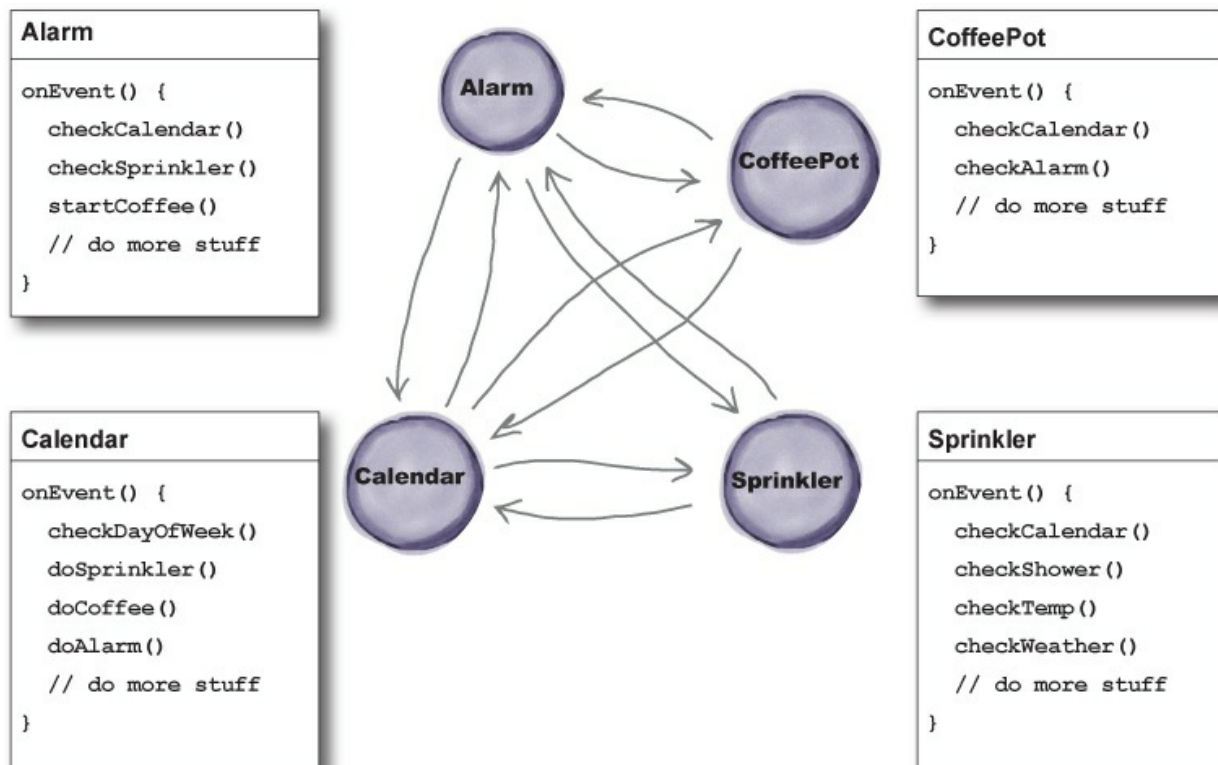 Alarm
onEvent() {
checkCalendar()
checkSprinkler()
startCoffee()
// do more stuff
}
Alarm
CoffeePot
CoffeePot
onEvent() {
checkCalendar()
checkAlarm()
// do more stuff
}
Calendar
onEvent() {
checkDayOfWeek()
doSprinkler()
doCoffee()
doAlarm()
// do more stuff
}
Calendar
Sprinkler
Sprinkler
onEvent() {
checkCalendar()
checkShower()
checkTemp()
checkWeather()
// do more stuff
}